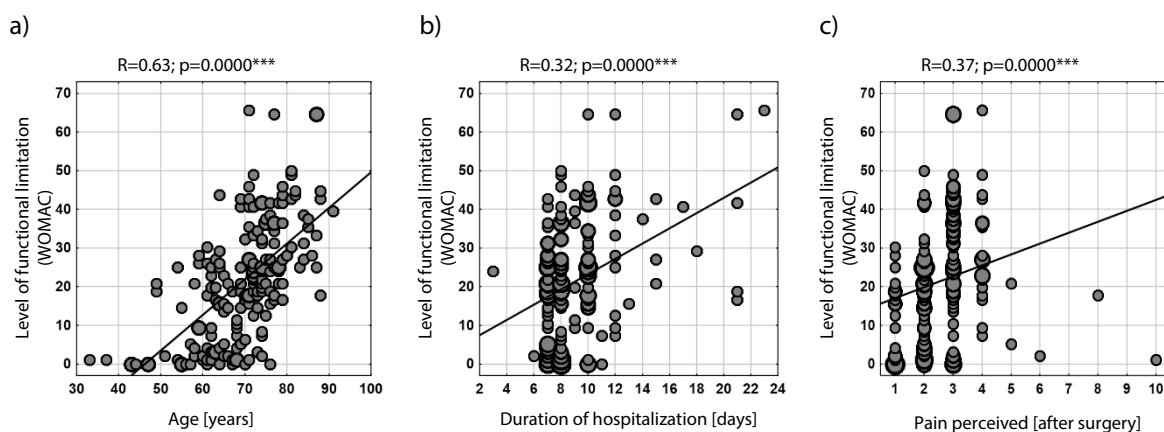 a)
R=0.63; p=0.0000***
Level of functional limitation
(WOMAC)
70
60
50
40
30
20
10
0
30 40 50 60 70 80 90 100
Age [years]
b)
R=0.32; p=0.0000***
Level of functional limitation
(WOMAC)
70
60
50
40
30
20
10
0
2 4 6 8 10 12 14 16 18 20 22 24
Duration of hospitalization [days]
c)
R=0.37; p=0.0000***
Level of functional limitation
(WOMAC)
70
60
50
40
30
20
10
0
1 2 3 4 5 6 7 8 9 10
Pain perceived [after surgery]